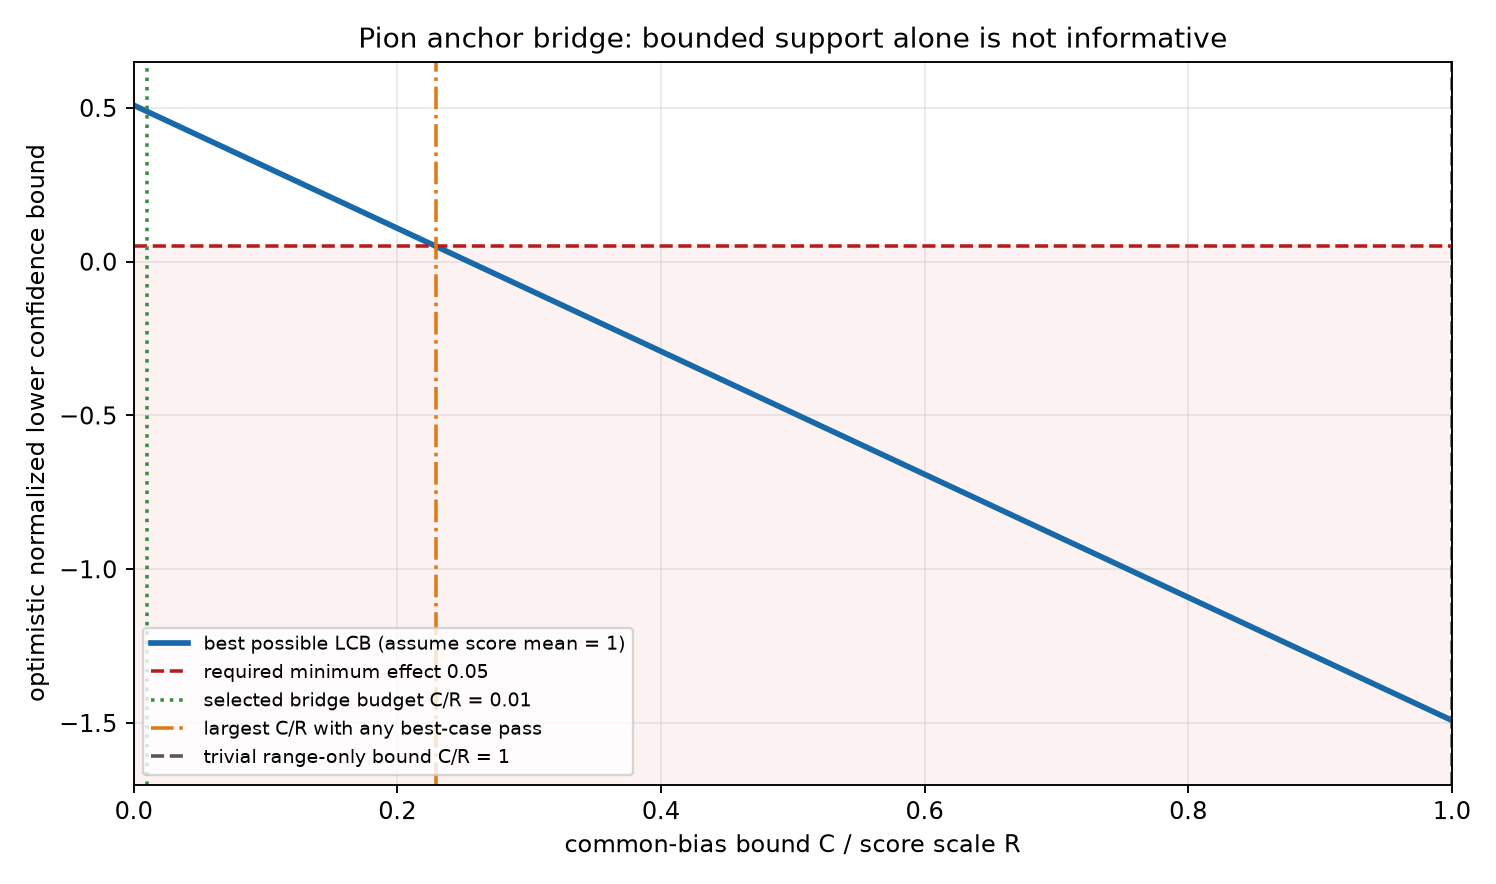 Pion anchor bridge: bounded support alone is not informative
optimistic normalized lower confidence bound
0.5
0.0
−0.5
−1.0
−1.5
best possible LCB (assume score mean = 1)
required minimum effect 0.05
selected bridge budget C/R = 0.01
largest C/R with any best-case pass
trivial range-only bound C/R = 1
0.0
0.2
0.4
0.6
0.8
1.0
common-bias bound C / score scale R